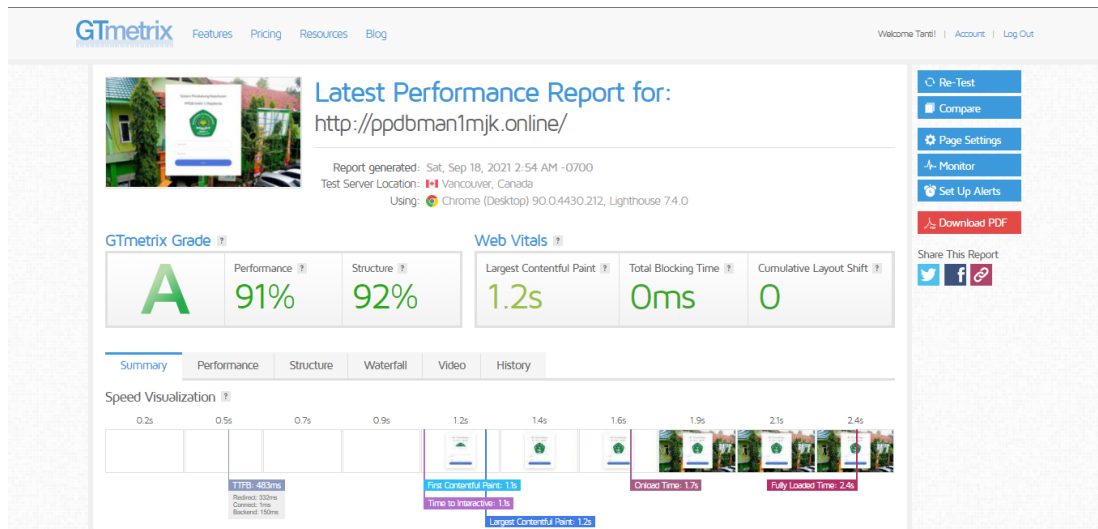 GTmetrix Features Pricing Resources Blog Welcome Tanti! | Account | Log Out
Latest Performance Report for:
http://ppdbman1mjk.online/
Report generated: Sat, Sep 18, 2021 2:54 AM -0700
Test Server Location: Vancouver, Canada
Using: Chrome (Desktop) 90.0.4430.212, Lighthouse 7.4.0
Re-Test
Compare
Page Settings
Monitor
Set Up Alerts
Download PDF
Share This Report
GTmetrix Grade ?
A
Performance ?
91%
Structure ?
92%
Web Vitals ?
Largest Contentful Paint ?
1.2s
Total Blocking Time ?
0ms
Cumulative Layout Shift ?
0
Summary Performance Structure Waterfall Video History
Speed Visualization ?
0.2s 0.5s 0.7s 0.9s 1.2s 1.4s 1.6s 1.9s 2.1s 2.4s
TTFB: 483ms
Redirect: 332ms
Connect: 1ms
Backend: 150ms
First Contentful Paint: 1.1s
Time to Interactive: 1.1s
Largest Contentful Paint: 1.2s
Onload Time: 1.7s
Fully Loaded Time: 2.4s